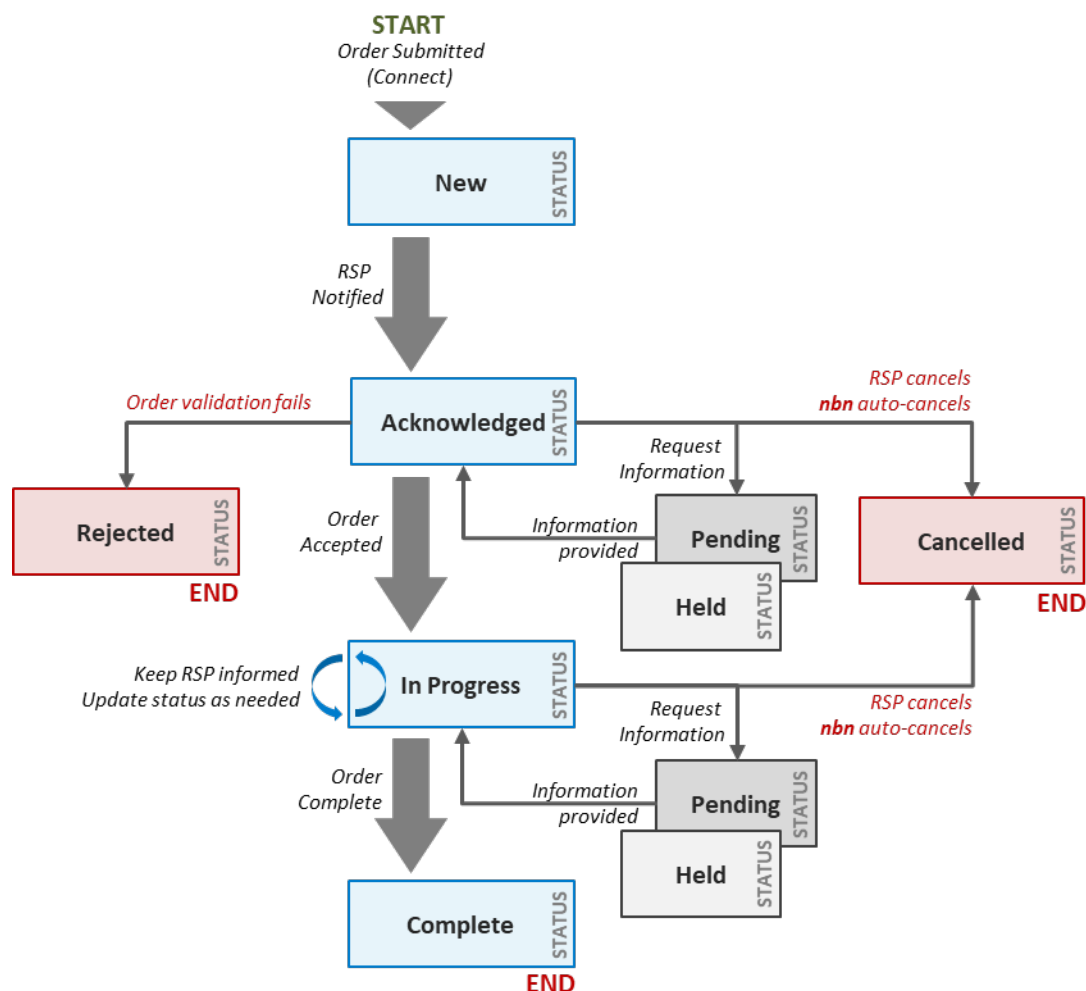 START
Order Submitted
(Connect)
New
STATUS
RSP
Notified
Order validation fails
Acknowledged
STATUS
RSP cancels
nbn auto-cancels
Request
Information
Rejected
STATUS
END
Order
Accepted
Information
provided
Pending
STATUS
Held
STATUS
Cancelled
STATUS
END
Keep RSP informed
Update status as needed
In Progress
STATUS
Request
Information
RSP cancels
nbn auto-cancels
Order
Complete
Information
provided
Pending
STATUS
Held
STATUS
Complete
STATUS
END